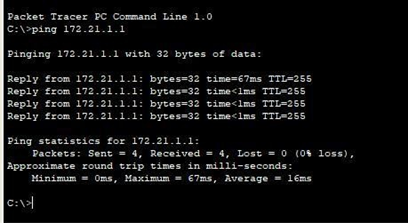 Packet Tracer PC Command Line 1.0
C:\>ping 172.21.1.1
Pinging 172.21.1.1 with 32 bytes of data:
Reply from 172.21.1.1: bytes=32 time=67ms TTL=255
Reply from 172.21.1.1: bytes=32 time<1ms TTL=255
Reply from 172.21.1.1: bytes=32 time<1ms TTL=255
Reply from 172.21.1.1: bytes=32 time<1ms TTL=255
Ping statistics for 172.21.1.1:
Packets: Sent = 4, Received = 4, Lost = 0 (0% loss),
Approximate round trip times in milli-seconds:
Minimum = 0ms, Maximum = 67ms, Average = 16ms
C:\>